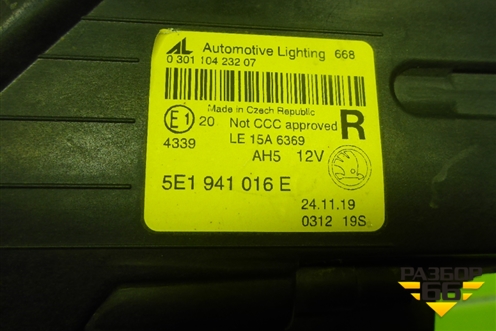 AL Automotive Lighting 668
0 301 104 232 07
Made in Czech Republic
E1 20 Not CCC approved R
4339 LE 15A 6369
AH5 12V
5E1 941 016 E
24.11.19
0312 19S
РАЗБОР
66